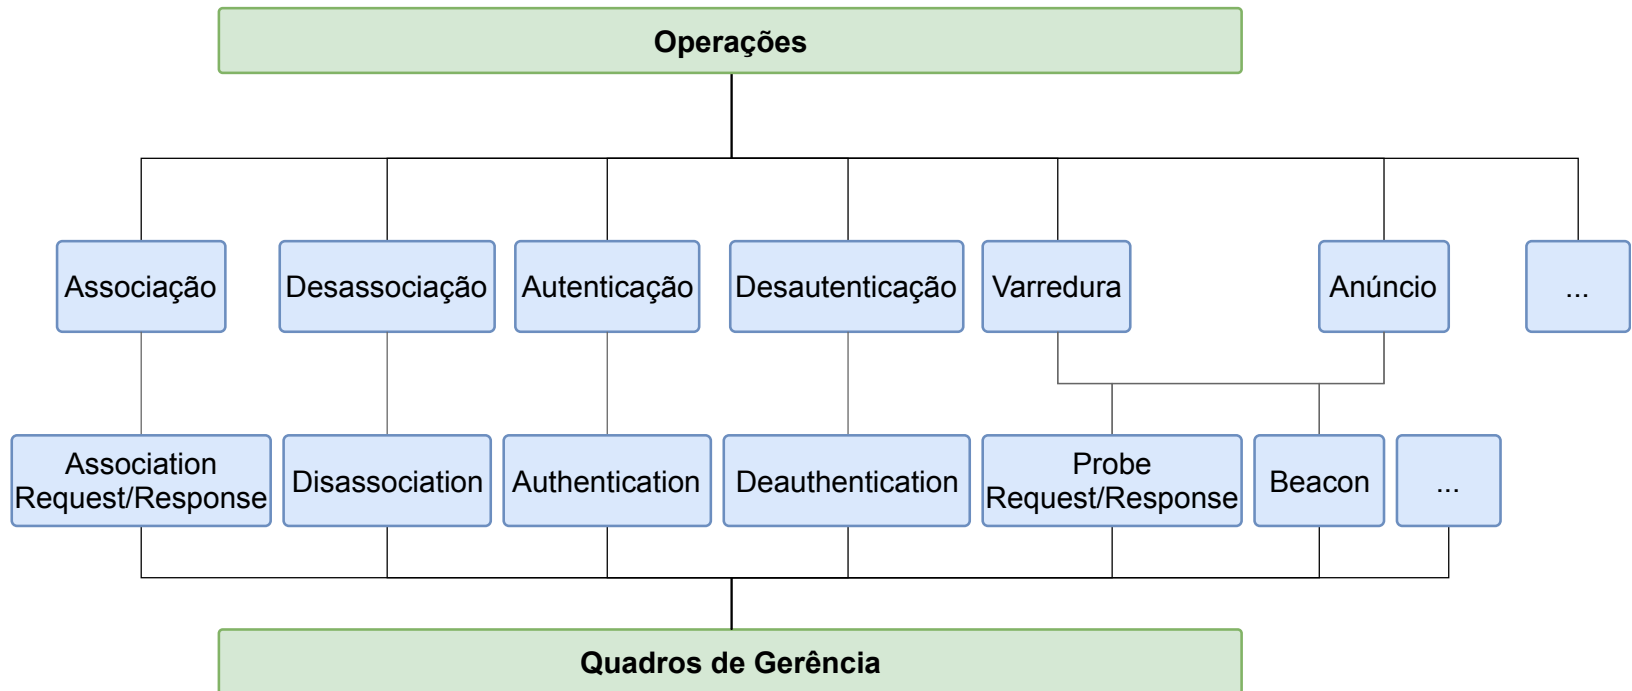 Operações
Associação
Desassociação
Autenticação
Desautenticação
Varredura
Anúncio
...
Association
Request/Response
Disassociation
Authentication
Deauthentication
Probe
Request/Response
Beacon
...
Quadros de Gerência